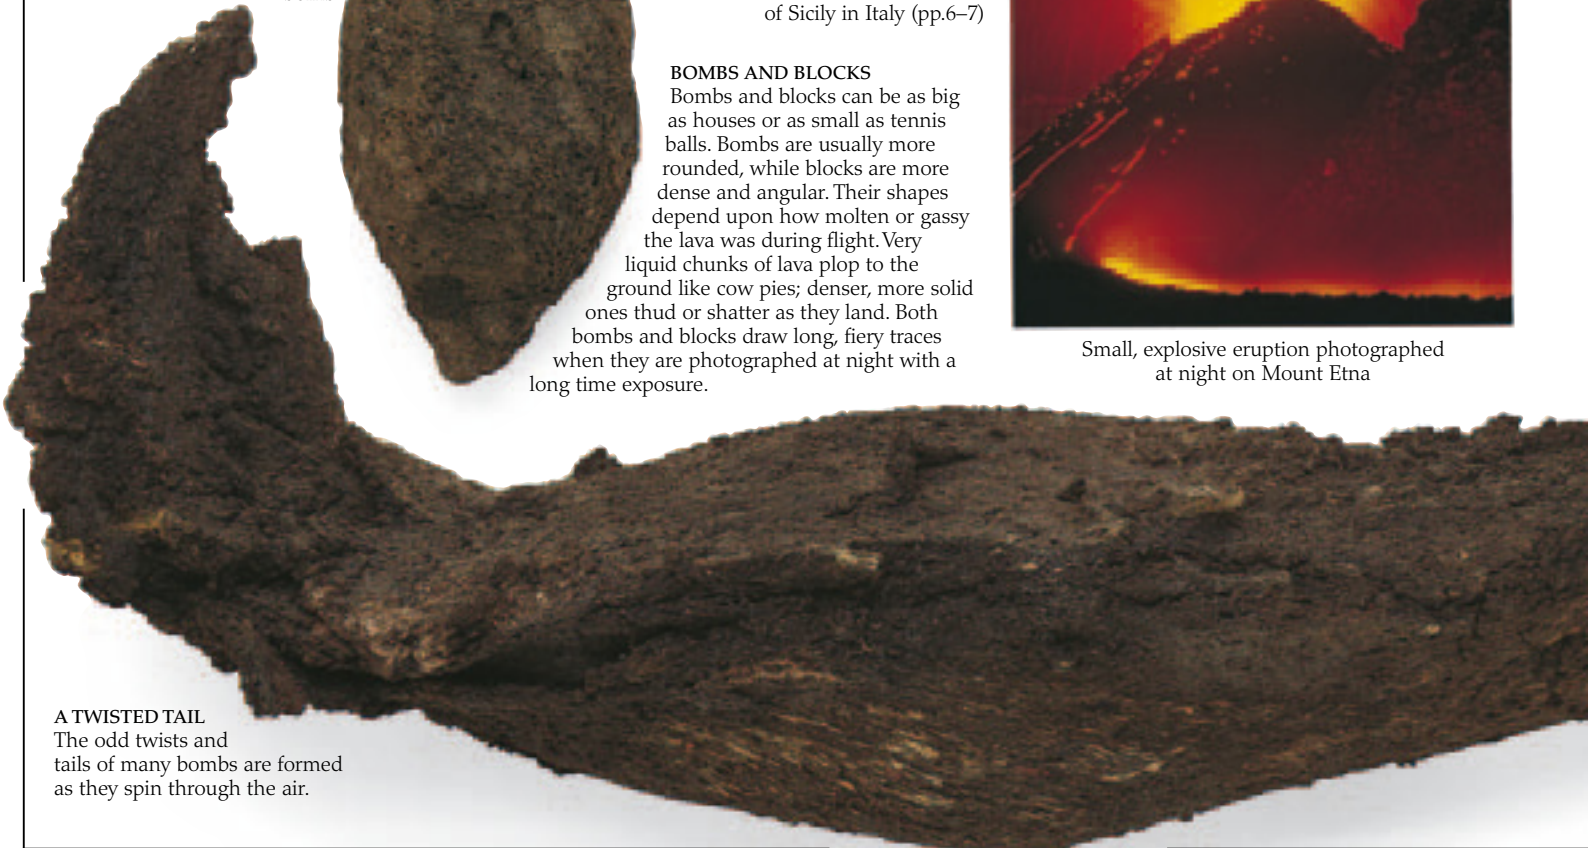 of Sicily in Italy (pp.6–7)
BOMBS AND BLOCKS
Bombs and blocks can be as big
as houses or as small as tennis
balls. Bombs are usually more
rounded, while blocks are more
dense and angular. Their shapes
depend upon how molten or gassy
the lava was during flight. Very
liquid chunks of lava plop to the
ground like cow pies; denser, more solid
ones thud or shatter as they land. Both
bombs and blocks draw long, fiery traces
when they are photographed at night with a
long time exposure.
Small, explosive eruption photographed
at night on Mount Etna
A TWISTED TAIL
The odd twists and
tails of many bombs are formed
as they spin through the air.